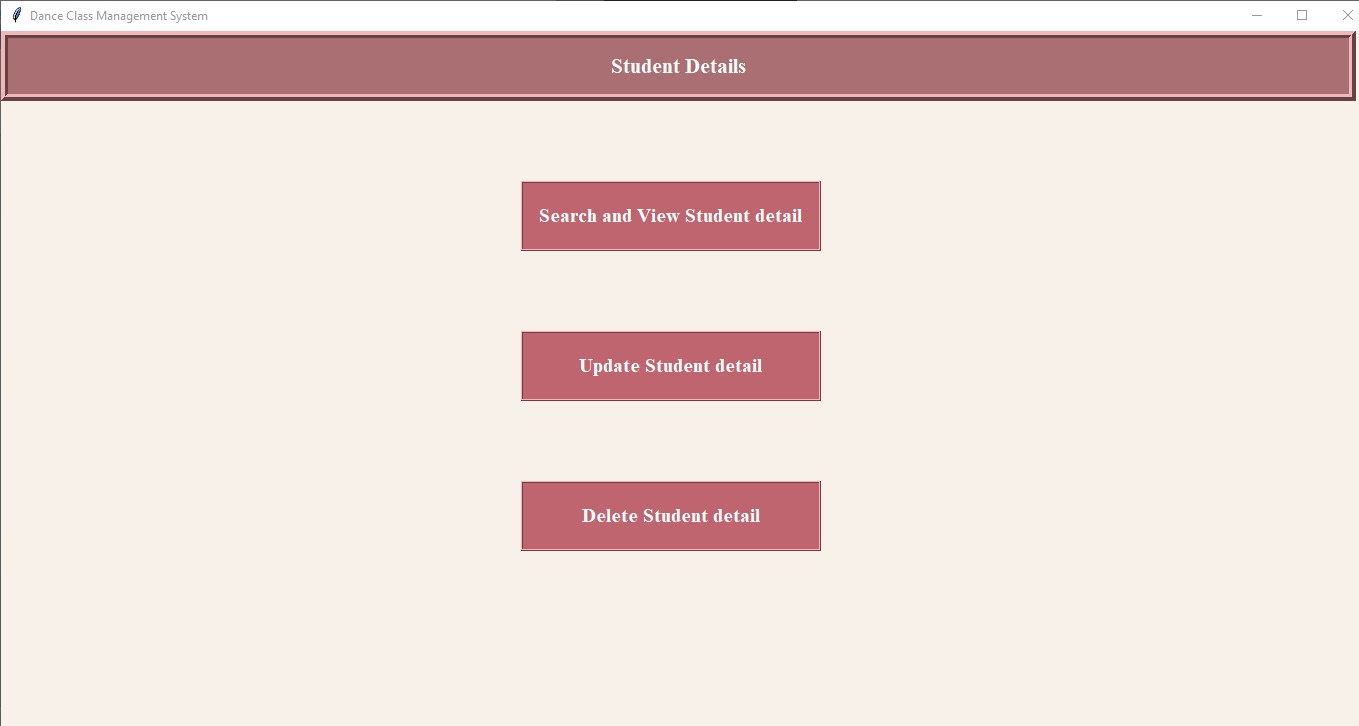 Dance Class Management System
Student Details
Search and View Student detail
Update Student detail
Delete Student detail